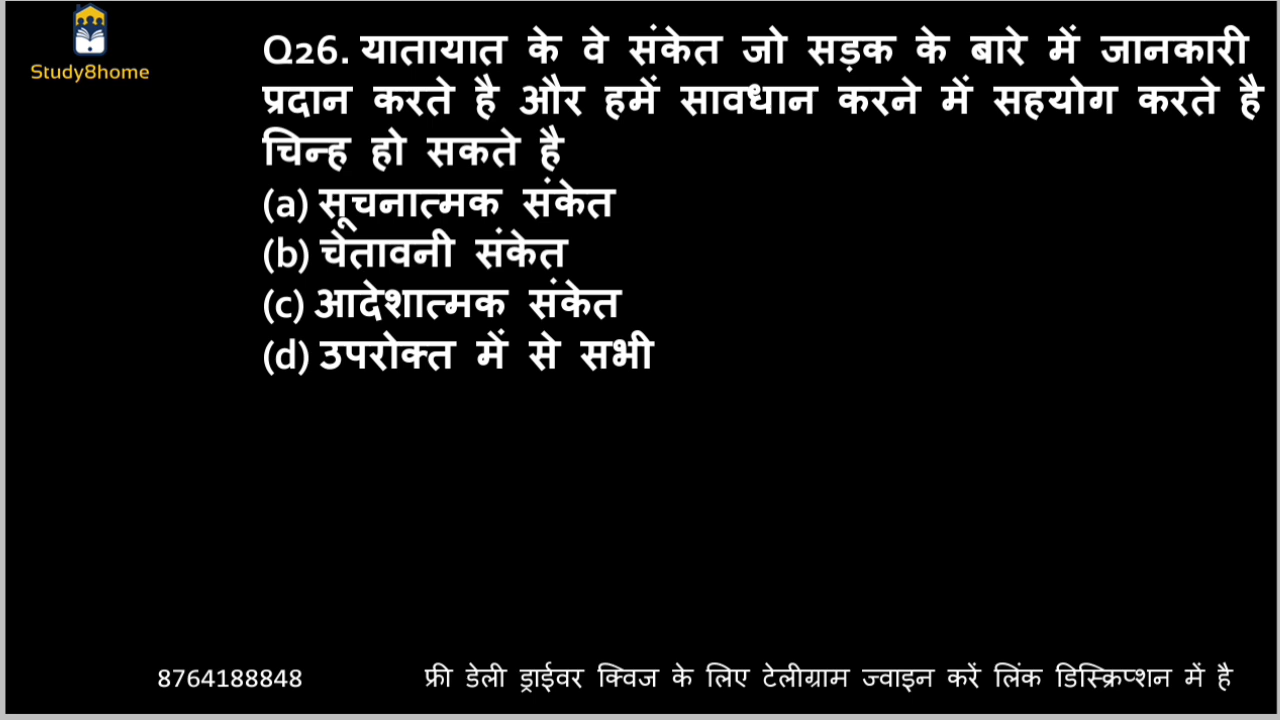 Study8home
Q26. यातायात के वे संकेत जो सड़क के बारे में जानकारी
प्रदान करते है और हमें सावधान करने में सहयोग करते है
चिन्ह हो सकते है
(a) सूचनात्मक संकेत
(b) चेतावनी संकेत
(c) आदेशात्मक संकेत
(d) उपरोक्त में से सभी
8764188848 फ्री डेली ड्राईवर क्विज के लिए टेलीग्राम ज्वाइन करें लिंक डिस्क्रिप्शन में है